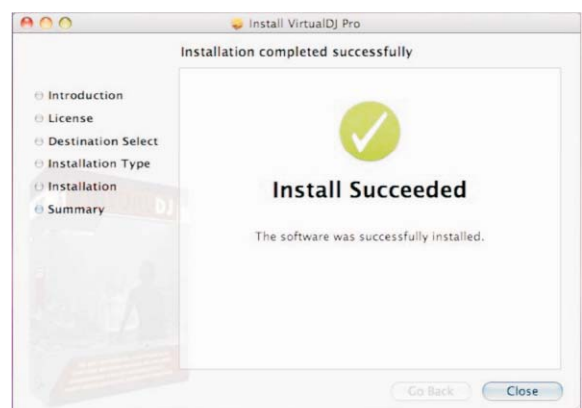 Install VirtualDJ Pro
Installation completed successfully
Introduction
License
Destination Select
Installation Type
Installation
Summary
Install Succeeded
The software was successfully installed.
Go Back
Close